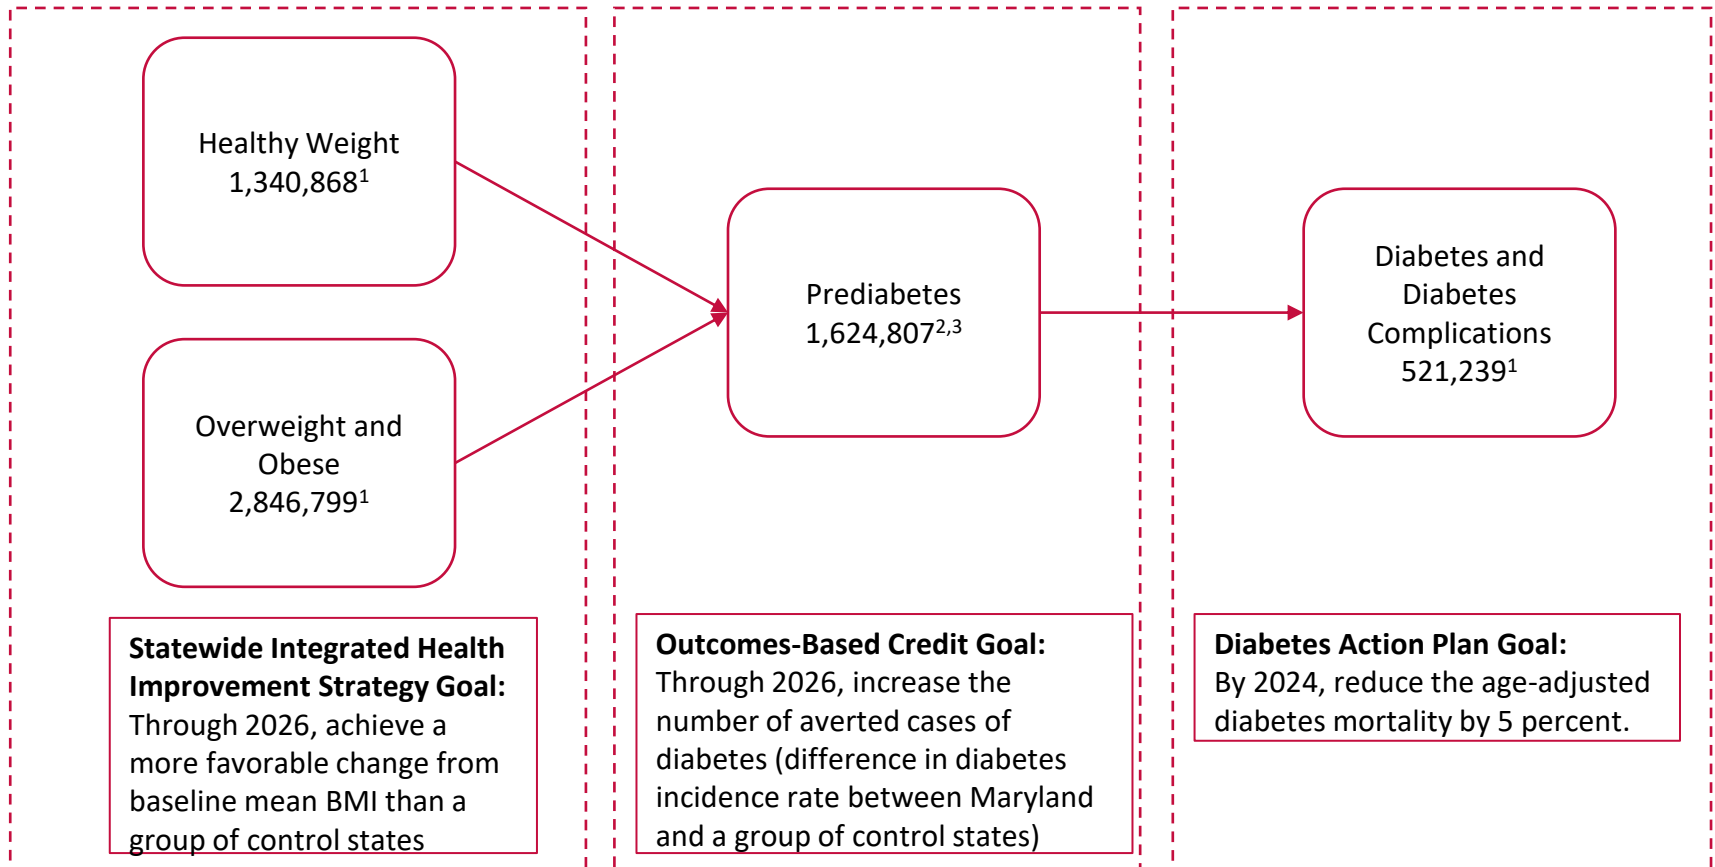 Healthy Weight
1,340,868¹
Overweight and
Obese
2,846,799¹
Statewide Integrated Health
Improvement Strategy Goal:
Through 2026, achieve a
more favorable change from
baseline mean BMI than a
group of control states
Prediabetes
1,624,807²,³
Outcomes-Based Credit Goal:
Through 2026, increase the
number of averted cases of
diabetes (difference in diabetes
incidence rate between Maryland
and a group of control states)
Diabetes and
Diabetes
Complications
521,239¹
Diabetes Action Plan Goal:
By 2024, reduce the age-adjusted
diabetes mortality by 5 percent.